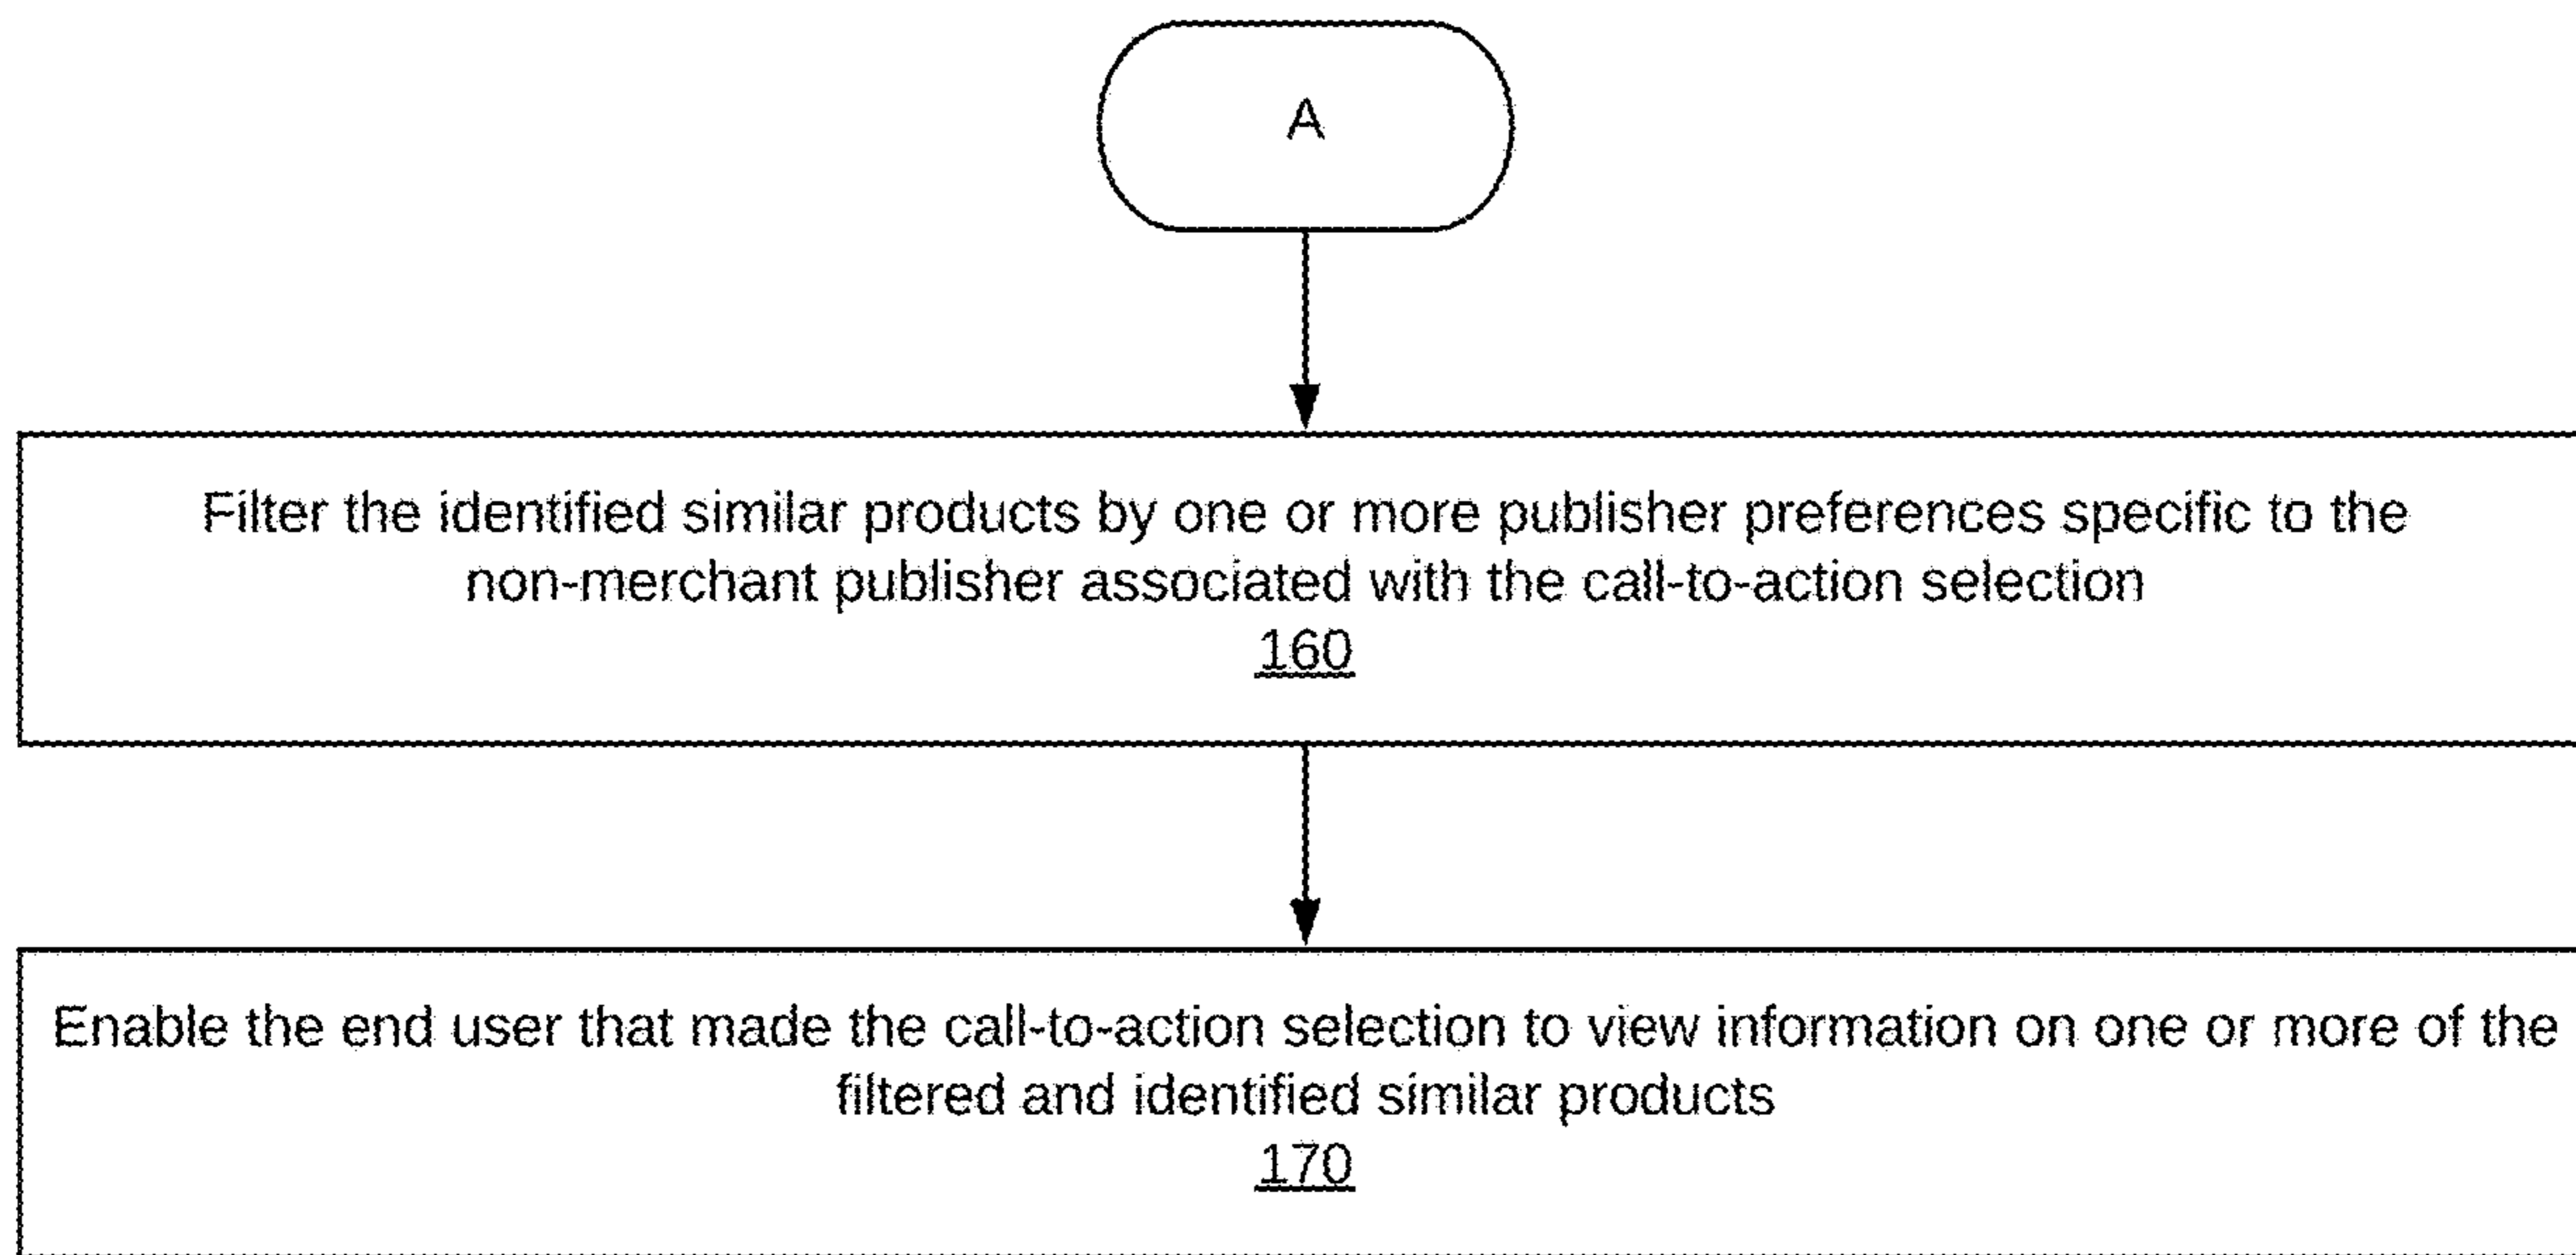 A
Filter the identified similar products by one or more publisher preferences specific to the
non-merchant publisher associated with the call-to-action selection
160
Enable the end user that made the call-to-action selection to view information on one or more of the
filtered and identified similar products
170